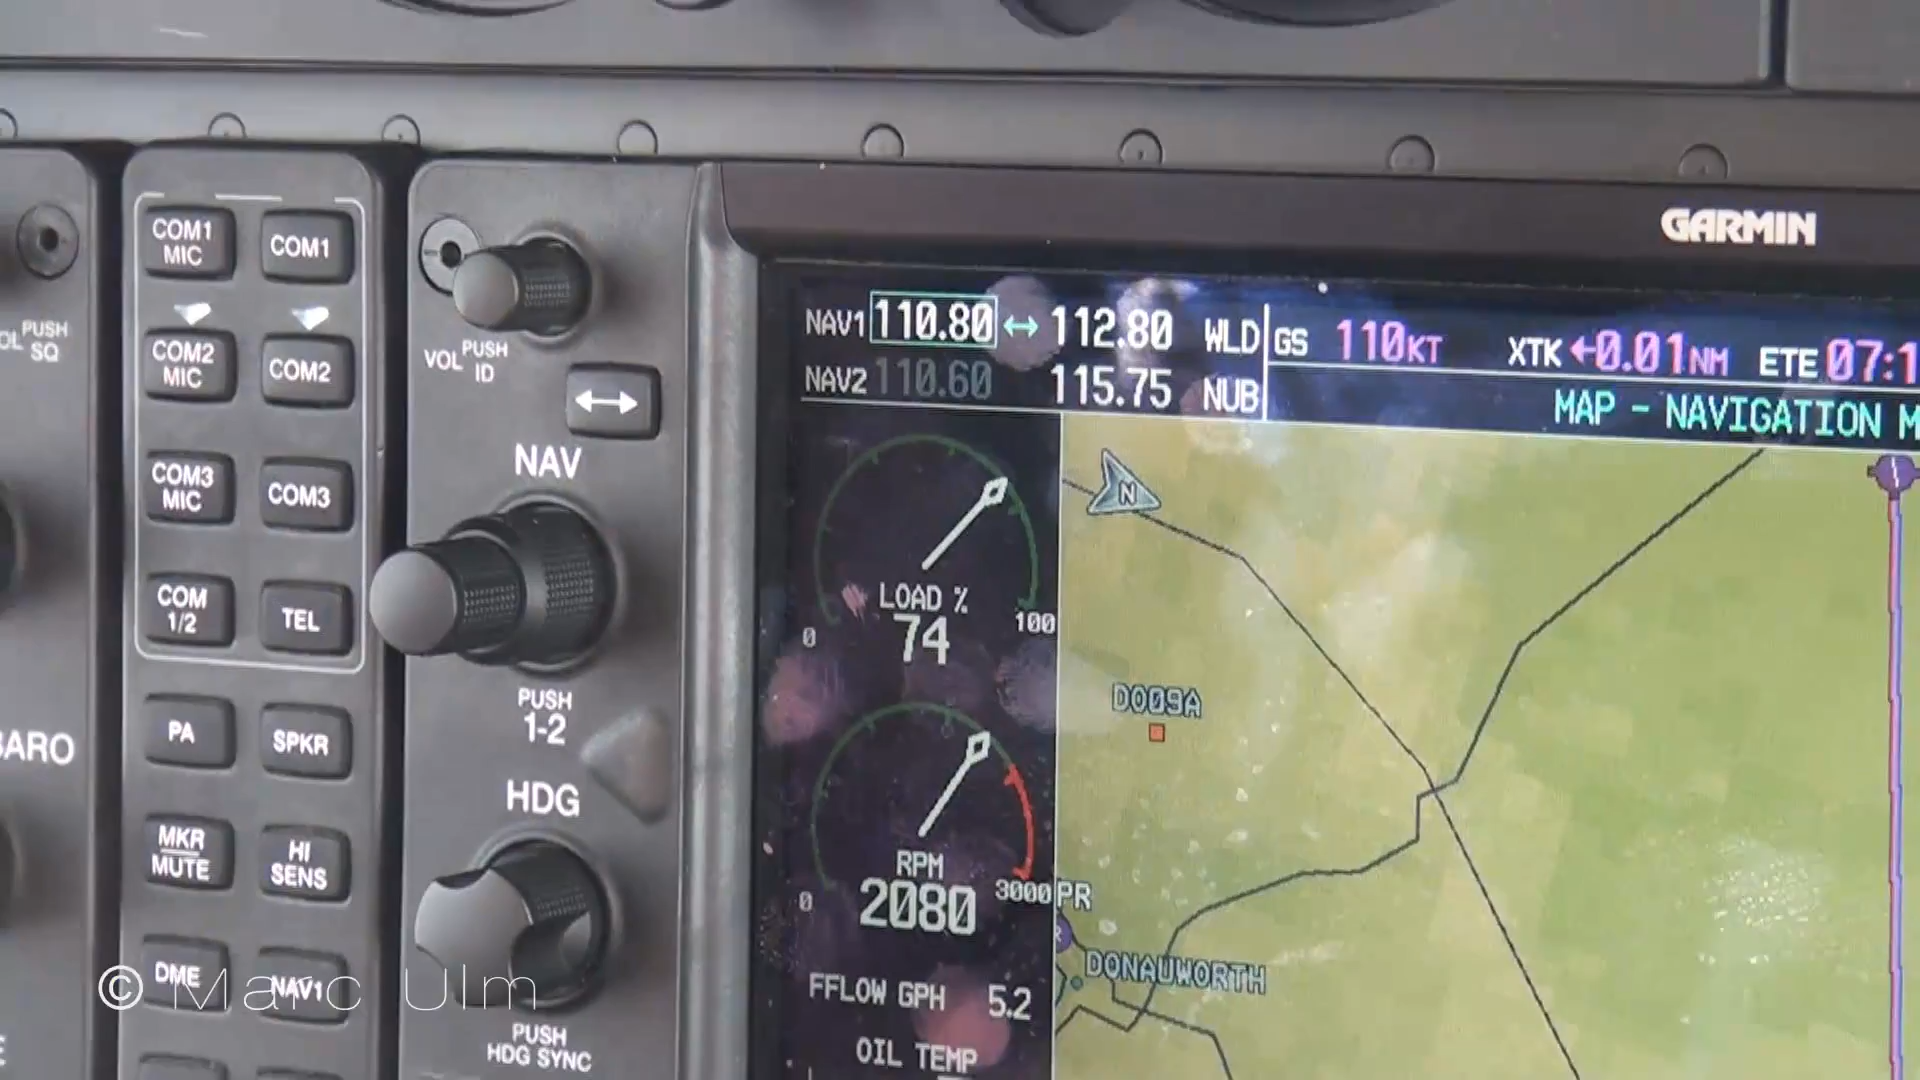 GARMIN
COM1 MIC
COM1
COM2 MIC
COM2
COM3 MIC
COM3
COM 1/2
TEL
PA
SPKR
MKR MUTE
HI SENS
DME
NAV1
PUSH SQ
BARO
VOL PUSH ID
NAV
PUSH 1-2
HDG
PUSH HDG SYNC
NAV1 110.80 ↔ 112.80 WLD
NAV2 110.60 115.75 NUB
GS 110KT XTK ←0.01NM ETE 07:1
MAP - NAVIGATION M
N
LOAD %
74
0 100
RPM
2080
0 3000
FFLOW GPH 5.2
OIL TEMP
DO09A
PR
DONAUWORTH
© Marc Ulm